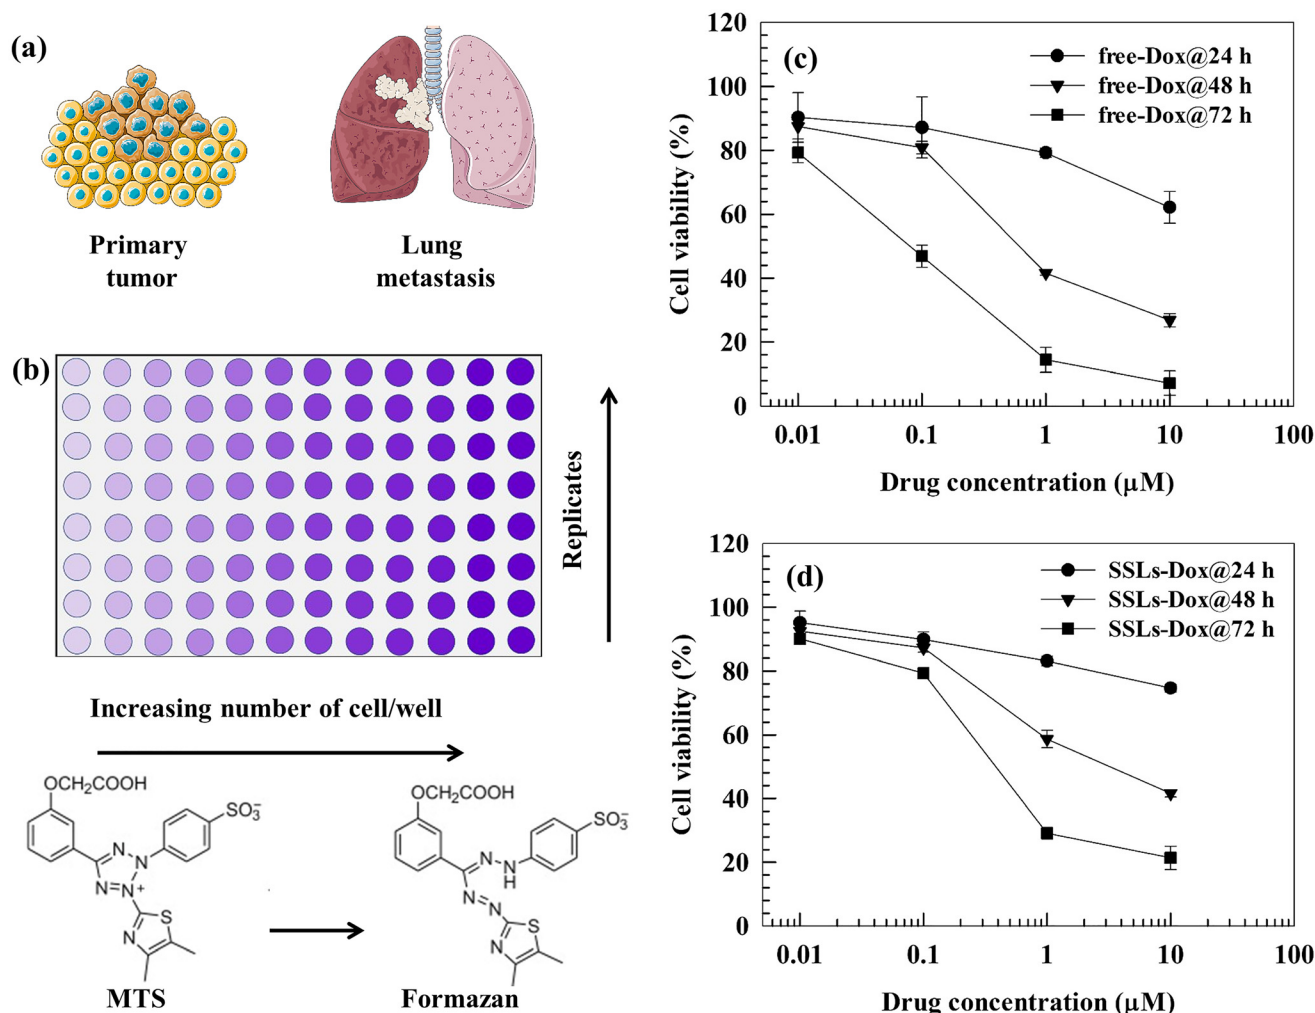 (a)
Primary
tumor
Lung
metastasis
(b)
Replicates
Increasing number of cell/well
OCH₂COOH
SO₃⁻
N
N
N=N⁺
N
S
MTS
OCH₂COOH
SO₃⁻
N
N
H
N
N
N
S
Formazan
(c)
free-Dox@24 h
free-Dox@48 h
free-Dox@72 h
Cell viability (%)
120
100
80
60
40
20
0
0.01 0.1 1 10 100
Drug concentration (µM)
(d)
SSLs-Dox@24 h
SSLs-Dox@48 h
SSLs-Dox@72 h
Cell viability (%)
120
100
80
60
40
20
0
0.01 0.1 1 10 100
Drug concentration (µM)